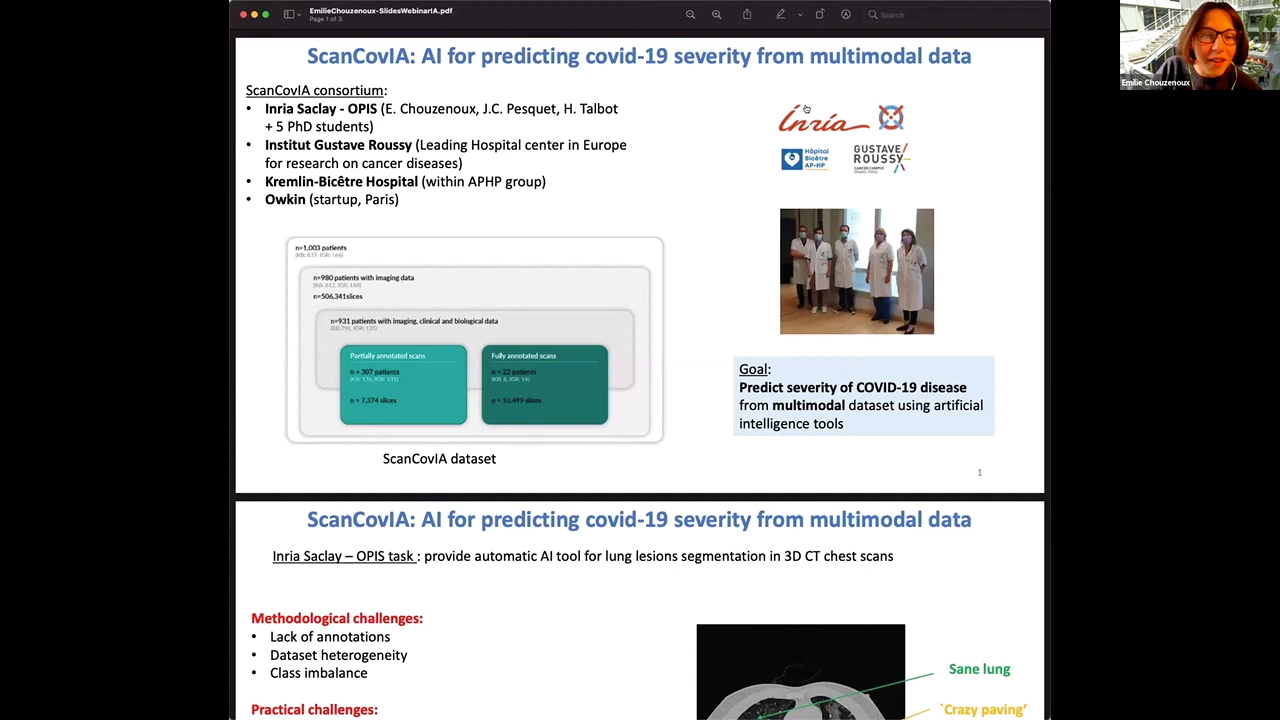 EmilieChouzenoux-SlidesWebinarIA.pdf
Page 1 of 3
Search
Emilie Chouzenoux
ScanCovIA: AI for predicting covid-19 severity from multimodal data
ScanCovIA consortium:
• Inria Saclay - OPIS (E. Chouzenoux, J.C. Pesquet, H. Talbot
+ 5 PhD students)
• Institut Gustave Roussy (Leading Hospital center in Europe
for research on cancer diseases)
• Kremlin-Bicêtre Hospital (within APHP group)
• Owkin (startup, Paris)
Inria
Hôpital
Bicêtre
AP-HP
GUSTAVE
ROUSSY
n=1,003 patients
n=980 patients with imaging data
n=506,341slices
n=931 patients with imaging, clinical and biological data
Partially annotated scans
n = 307 patients
n = 7,374 slices
Fully annotated scans
n = 22 patients
n = 10,499 slices
ScanCovIA dataset
Goal:
Predict severity of COVID-19 disease
from multimodal dataset using artificial
intelligence tools
1
ScanCovIA: AI for predicting covid-19 severity from multimodal data
Inria Saclay – OPIS task : provide automatic AI tool for lung lesions segmentation in 3D CT chest scans
Methodological challenges:
• Lack of annotations
• Dataset heterogeneity
• Class imbalance
Practical challenges:
Sane lung
`Crazy paving’